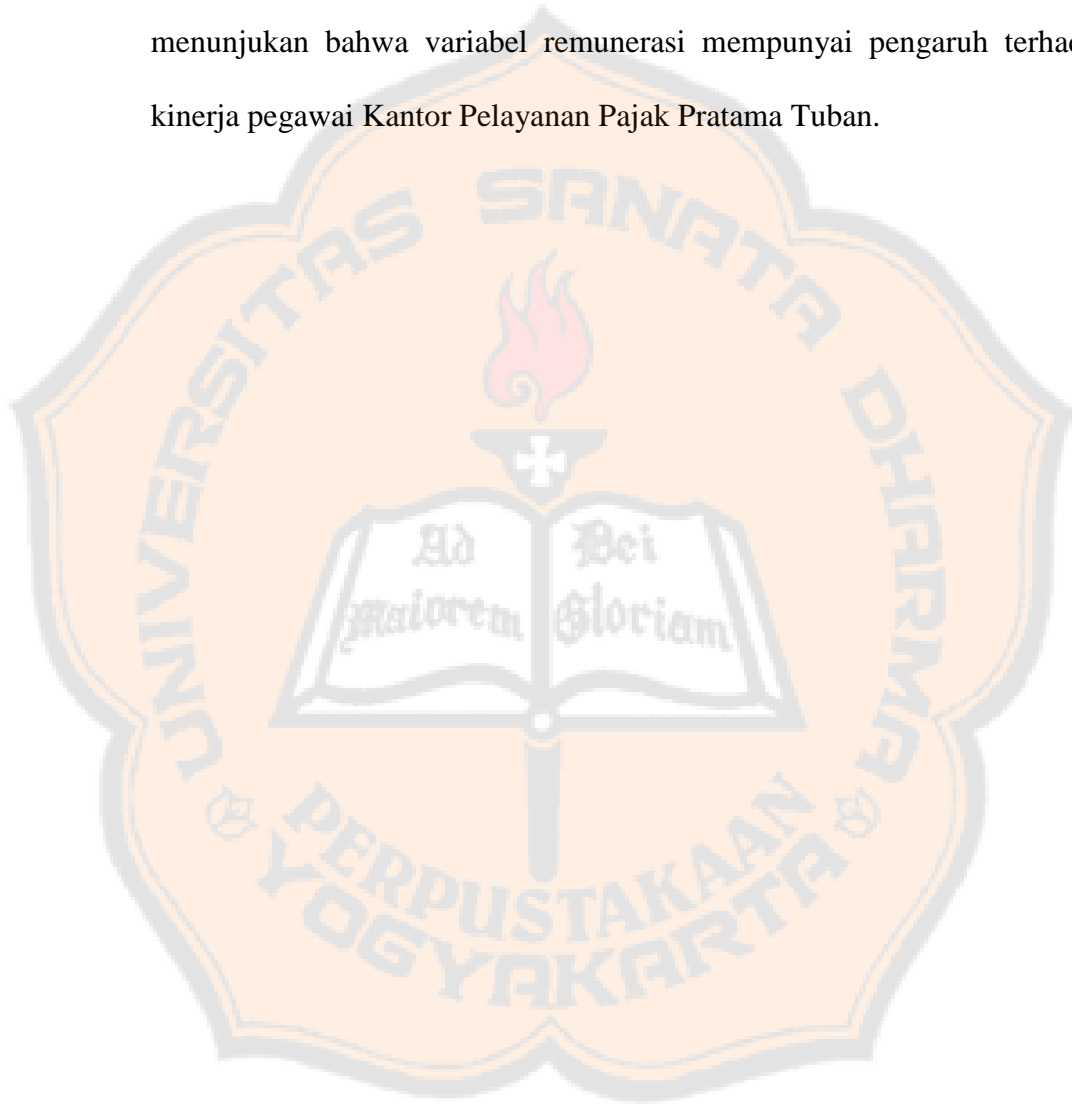 menunjukan bahwa variabel remunerasi mempunyai pengaruh terhad
kinerja pegawai Kantor Pelayanan Pajak Pratama Tuban.
UNIVERSITAS SANATA DHARMA
Ad Dei
Maiorem Gloriam
PERPUSTAKAAN
YOGYAKARTA